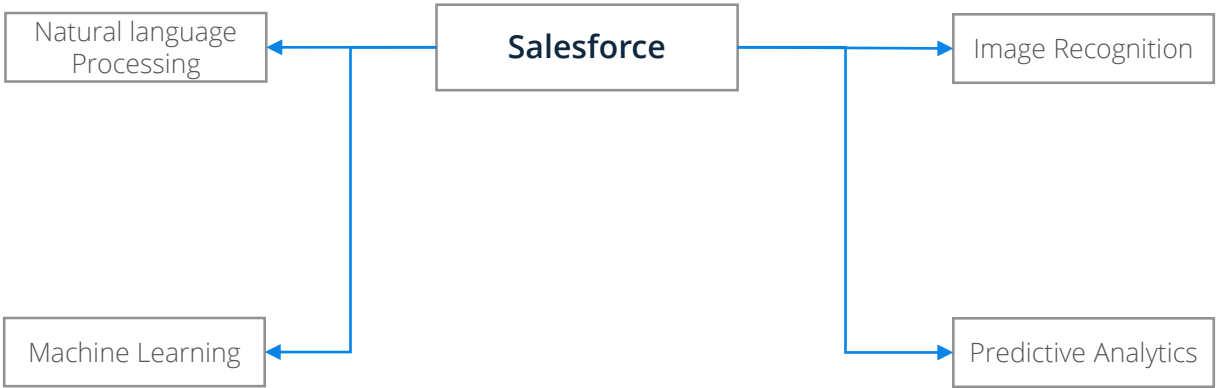 Natural language
Processing
Salesforce
Image Recognition
Machine Learning
Predictive Analytics